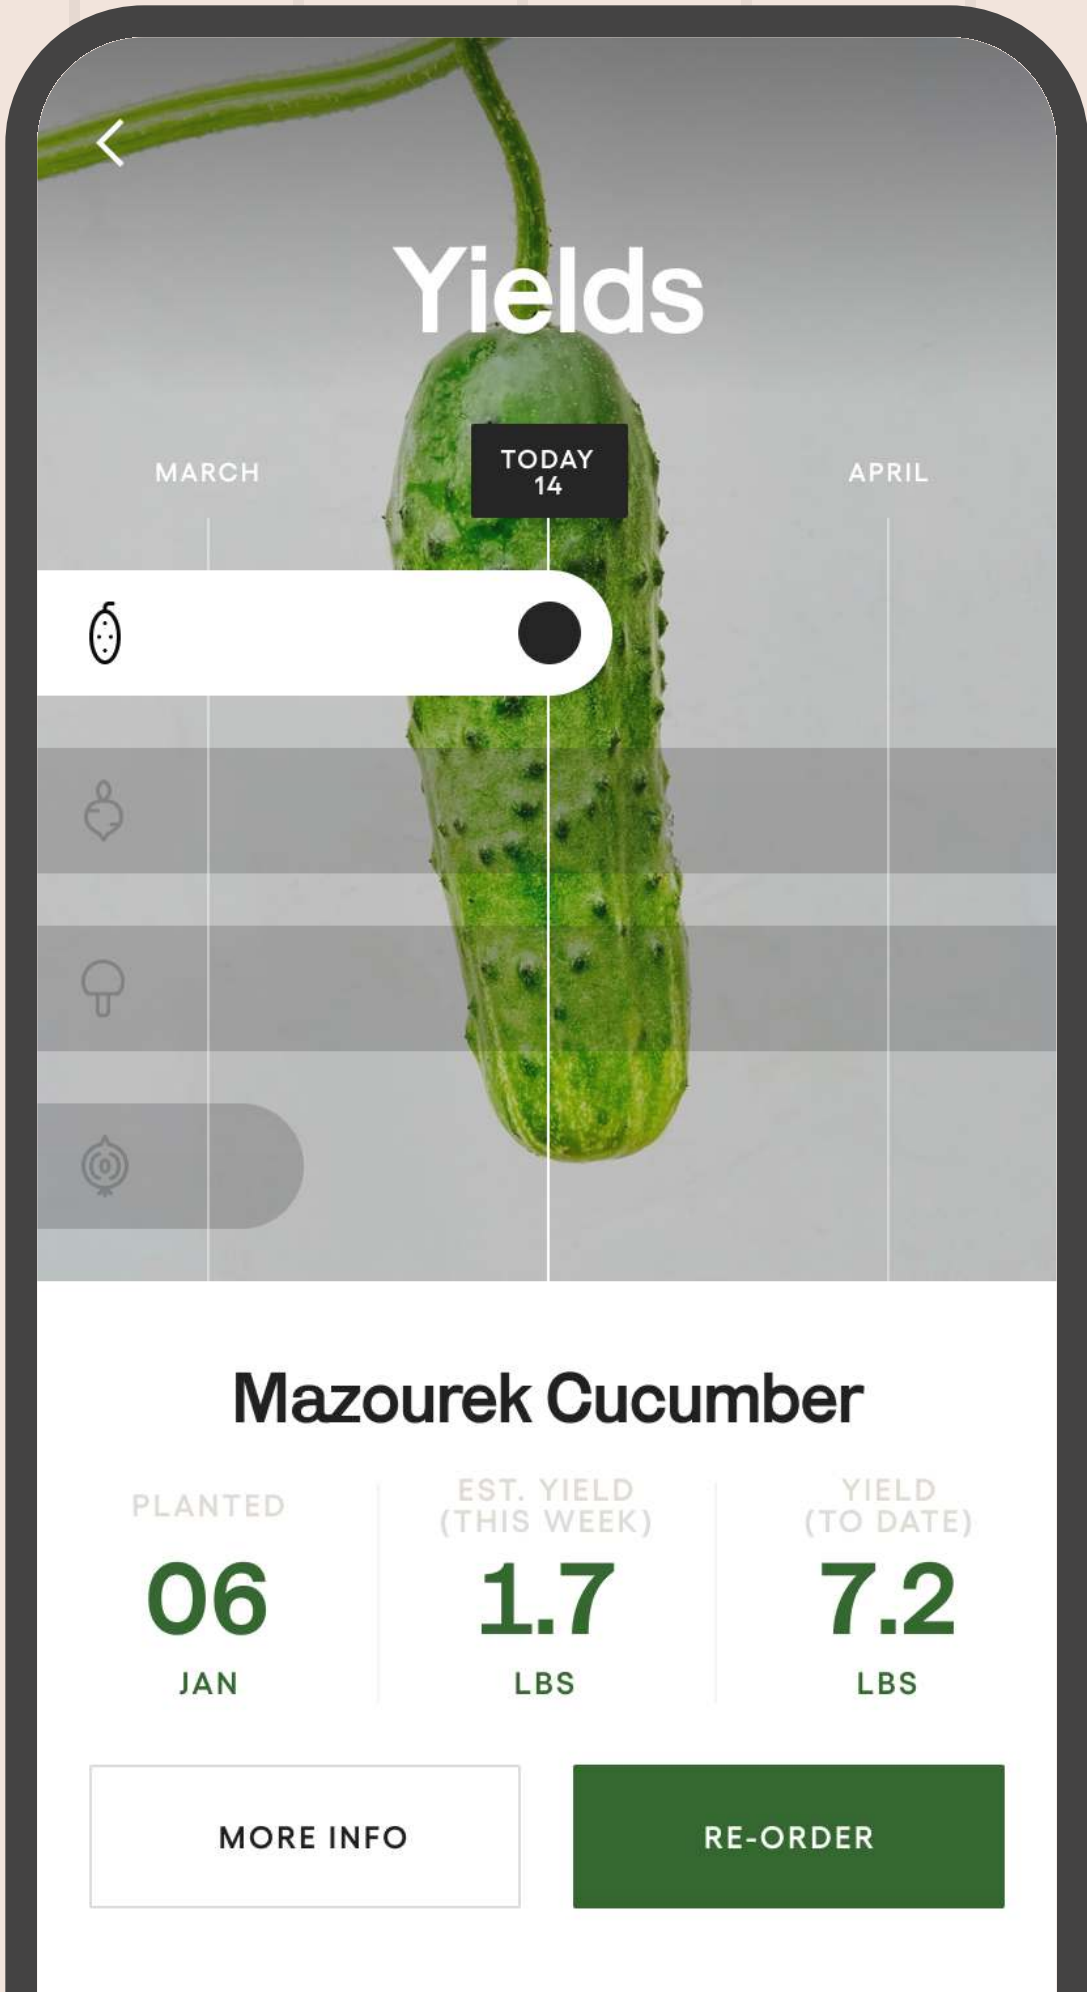 Yields
MARCH
TODAY
14
APRIL
Mazourek Cucumber
PLANTED
06
JAN
EST. YIELD
(THIS WEEK)
1.7
LBS
YIELD
(TO DATE)
7.2
LBS
MORE INFO
RE-ORDER